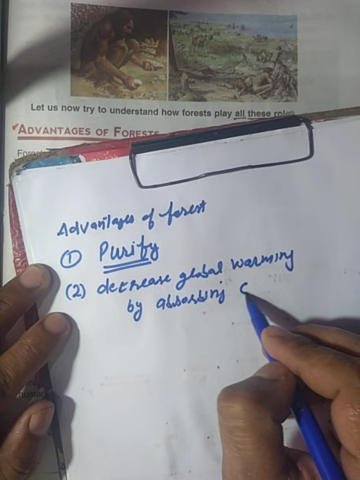 Let us now try to understand how forests play all these roles
ADVANTAGES OF FORESTS
Fore
Advantages of forest
① Purify
(2) decrease global warming
by absorbing C